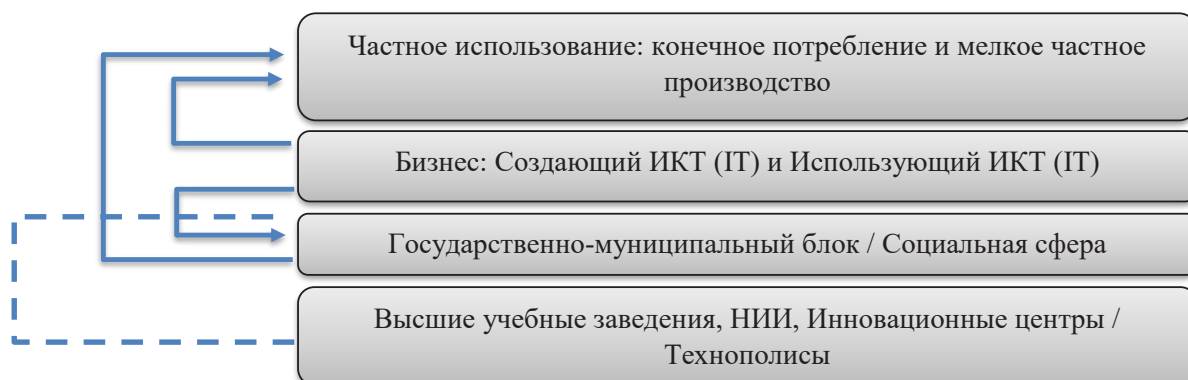 Частное использование: конечное потребление и мелкое частное
производство
Бизнес: Создающий ИКТ (IT) и Использующий ИКТ (IT)
Государственно-муниципальный блок / Социальная сфера
Высшие учебные заведения, НИИ, Инновационные центры /
Технополисы